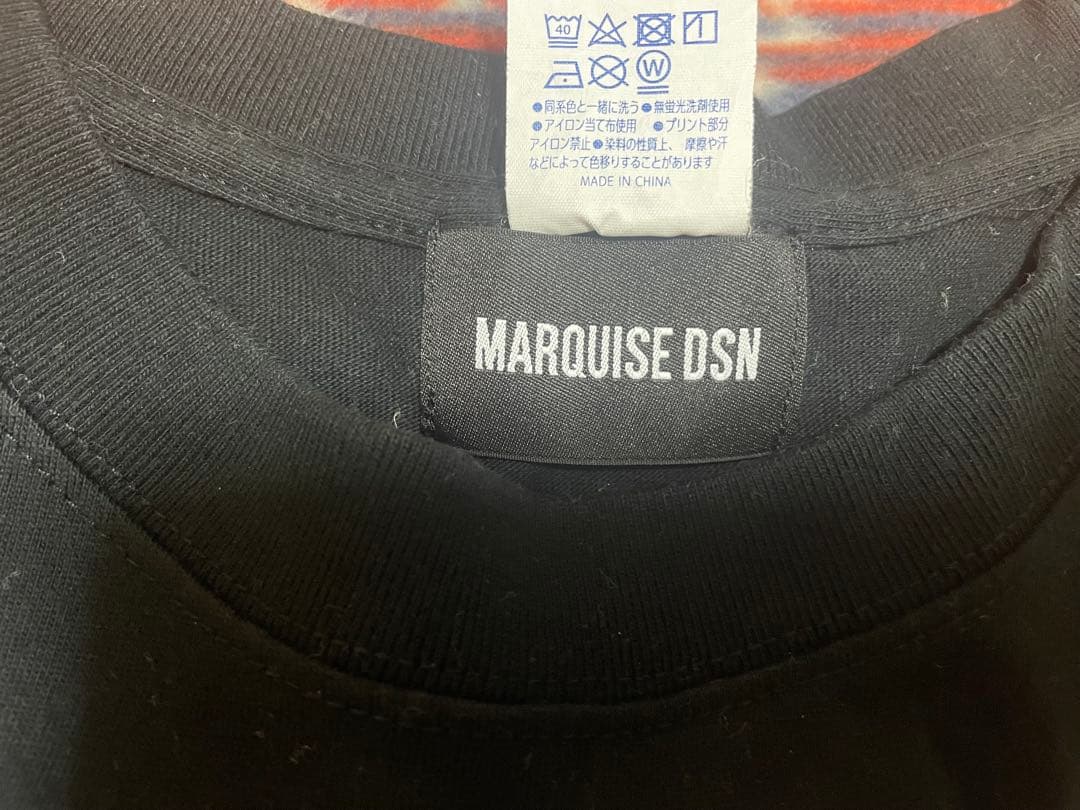 40
W
●同系色と一緒に洗う●無蛍光洗剤使用
●アイロン当て布使用 ●プリント部分
アイロン禁止●染料の性質上、摩擦や汗
などによって色移りすることがあります
MADE IN CHINA
MARQUISE DSN